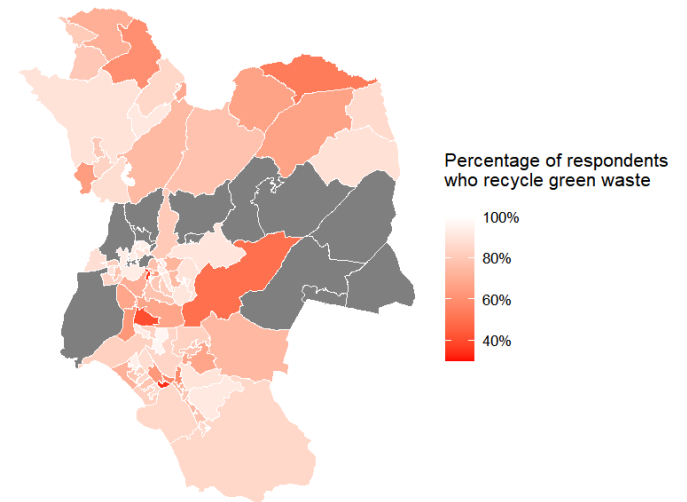 Percentage of respondents
who recycle green waste
100%
80%
60%
40%